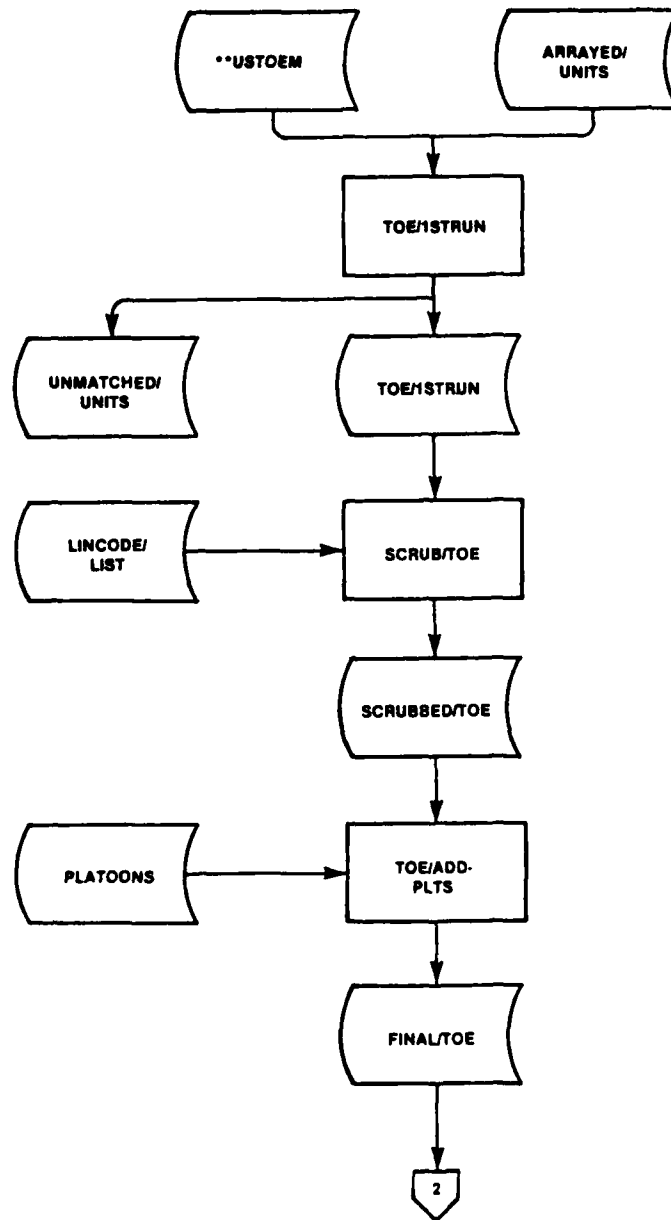 **USTOEM
ARRAYED/
UNITS
TOE/1STRUN
UNMATCHED/
UNITS
TOE/1STRUN
LINCODE/
LIST
SCRUB/TOE
SCRUBBED/TOE
PLATOONS
TOE/ADD-
PLTS
FINAL/TOE
2